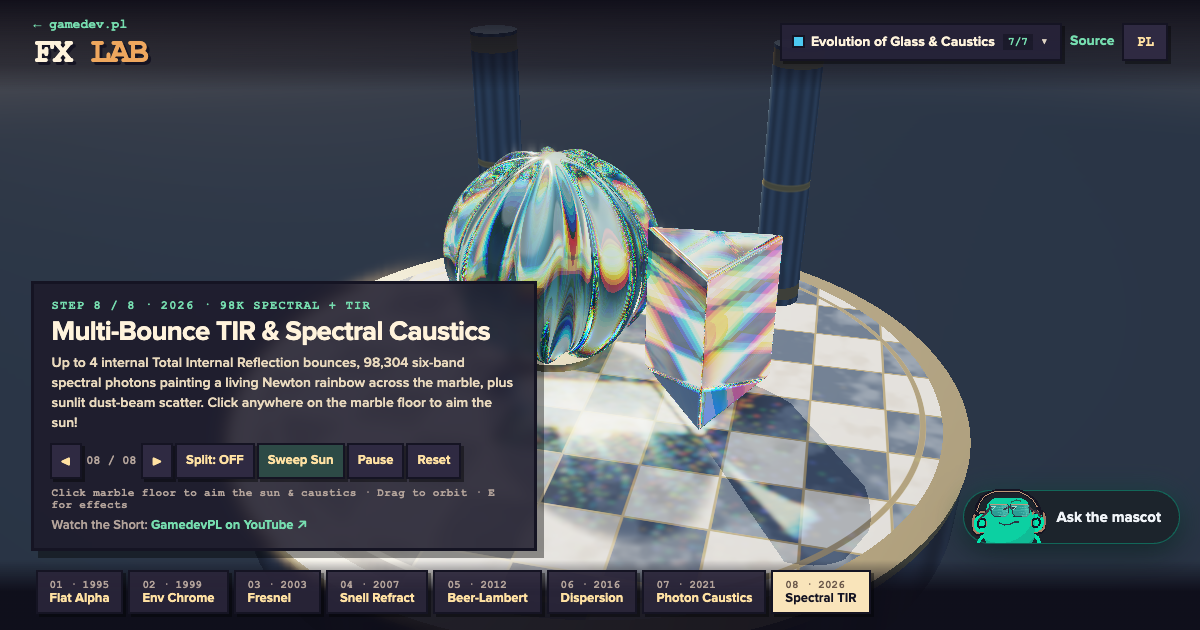 ← gamedev.pl
FX LAB
Evolution of Glass & Caustics 7/7 ▼
Source
PL
STEP 8 / 8 · 2026 · 98K SPECTRAL + TIR
Multi-Bounce TIR & Spectral Caustics
Up to 4 internal Total Internal Reflection bounces, 98,304 six-band
spectral photons painting a living Newton rainbow across the marble, plus
sunlit dust-beam scatter. Click anywhere on the marble floor to aim the
sun!
◀ 08 / 08 ▶ Split: OFF Sweep Sun Pause Reset
Click marble floor to aim the sun & caustics · Drag to orbit · E
for effects
Watch the Short: GamedevPL on YouTube ↗
Ask the mascot
01 · 1995
Flat Alpha
02 · 1999
Env Chrome
03 · 2003
Fresnel
04 · 2007
Snell Refract
05 · 2012
Beer-Lambert
06 · 2016
Dispersion
07 · 2021
Photon Caustics
08 · 2026
Spectral TIR